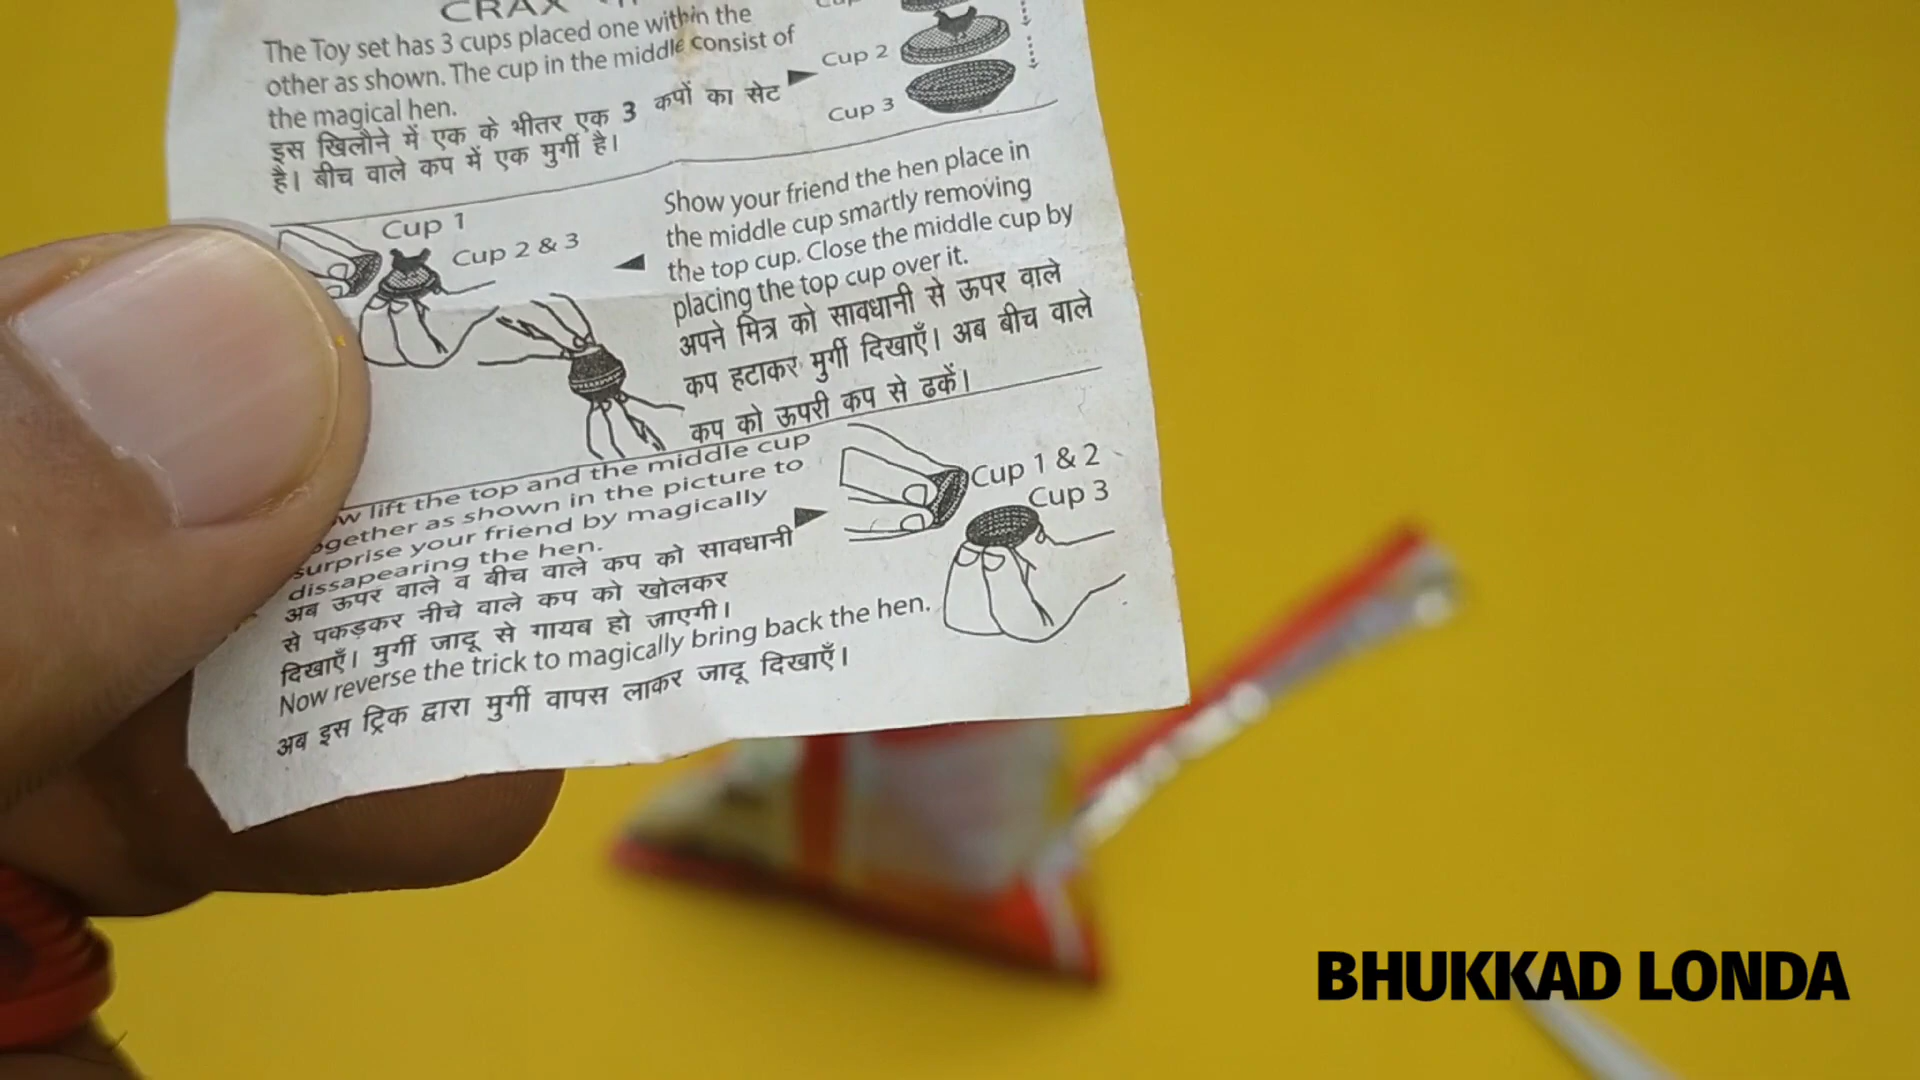 CRAX
The Toy set has 3 cups placed one within the
other as shown. The cup in the middle consist of
the magical hen.
इस खिलौने में एक के भीतर एक 3 कपों का सेट
है। बीच वाले कप में एक मुर्गी है।
Cup 2
Cup 3
Cup 1
Cup 2 & 3
Show your friend the hen place in
the middle cup smartly removing
the top cup. Close the middle cup by
placing the top cup over it.
अपने मित्र को सावधानी से ऊपर वाले
कप हटाकर मुर्गी दिखाएँ। अब बीच वाले
कप को ऊपरी कप से ढकें।
lift the top and the middle cup
as shown in the picture to
surprise your friend by magically
dissapearing the hen.
अब ऊपर वाले व बीच वाले कप को सावधानी
से पकड़कर नीचे वाले कप को खोलकर
दिखाएँ। मुर्गी जादू से गायब हो जाएगी।
Now reverse the trick to magically bring back the hen.
अब इस ट्रिक द्वारा मुर्गी वापस लाकर जादू दिखाएँ।
Cup 1 & 2
Cup 3
BHUKKAD LONDA